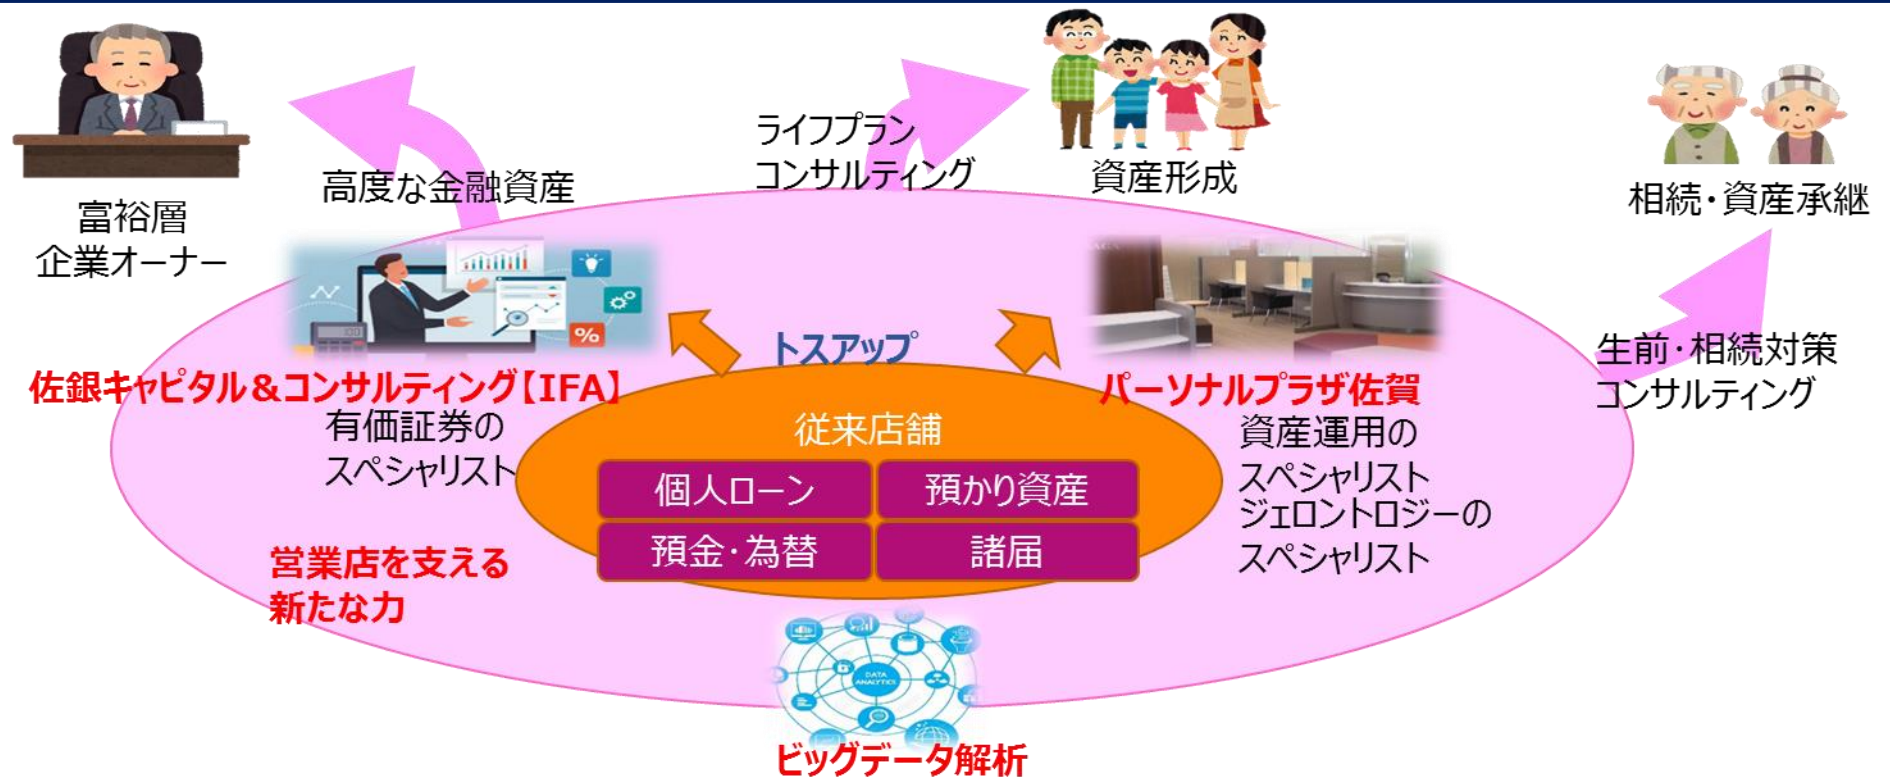 富裕層
企業オーナー
高度な金融資産
ライフプラン
コンサルティング
資産形成
相続・資産承継
生前・相続対策
コンサルティング
トスアップ
佐銀キャピタル&コンサルティング【IFA】
有価証券の
スペシャリスト
パーソナルプラザ佐賀
資産運用の
スペシャリスト
ジェロントロジーの
スペシャリスト
従来店舗
個人ローン
預かり資産
預金・為替
諸届
営業店を支える
新たな力
%
DATA
ANALYTICS
ビッグデータ解析